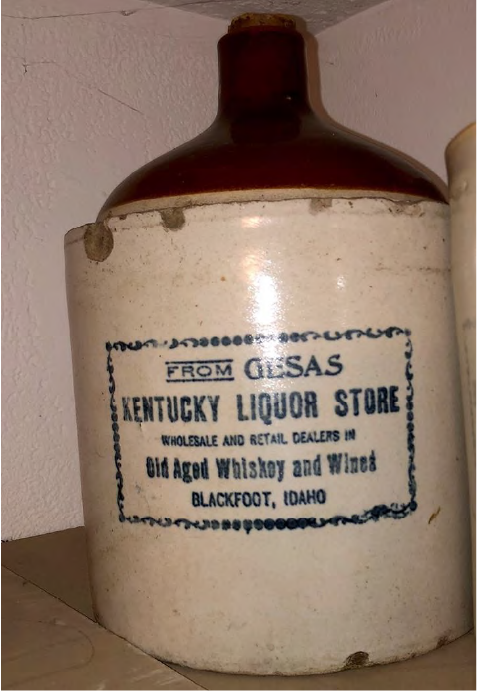 FROM GESAS
KENTUCKY LIQUOR STORE
WHOLESALE AND RETAIL DEALERS IN
Old Aged Whiskey and Wines
BLACKFOOT, IDAHO